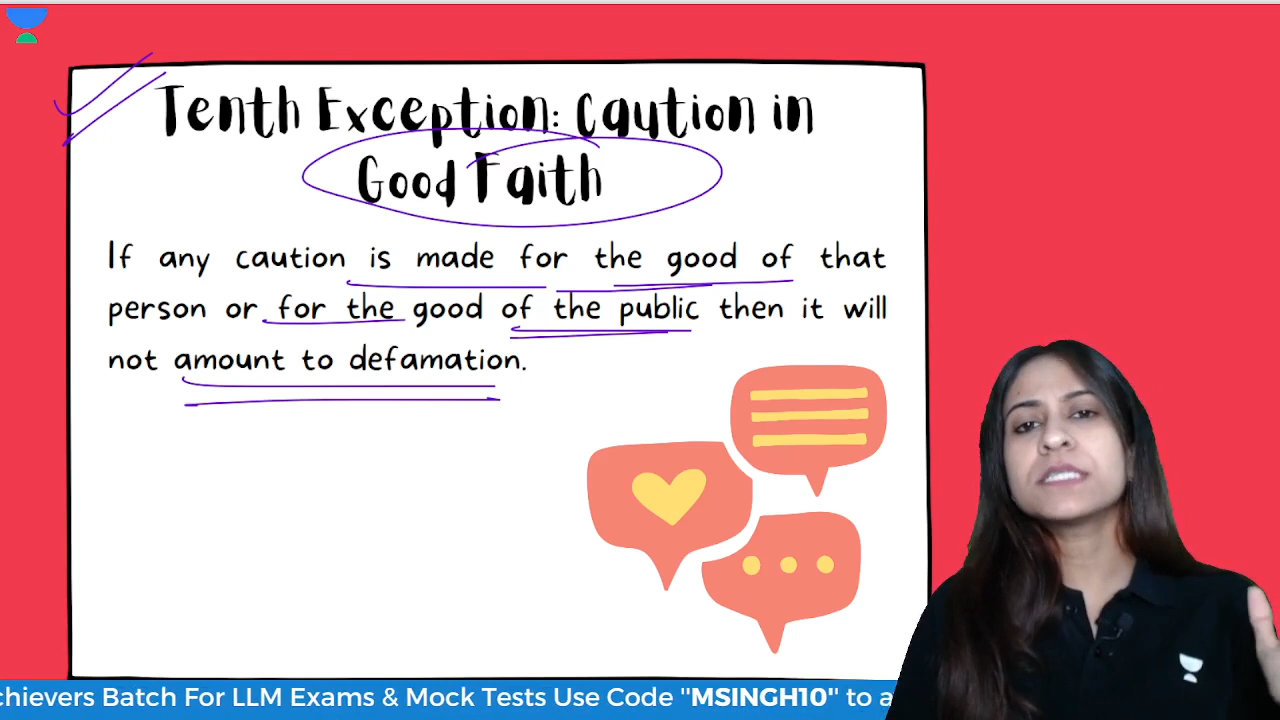 Tenth Exception: Caution in
Good Faith
If any caution is made for the good of that
person or for the good of the public then it will
not amount to defamation.
chievers Batch For LLM Exams & Mock Tests Use Code "MSINGH10" to a